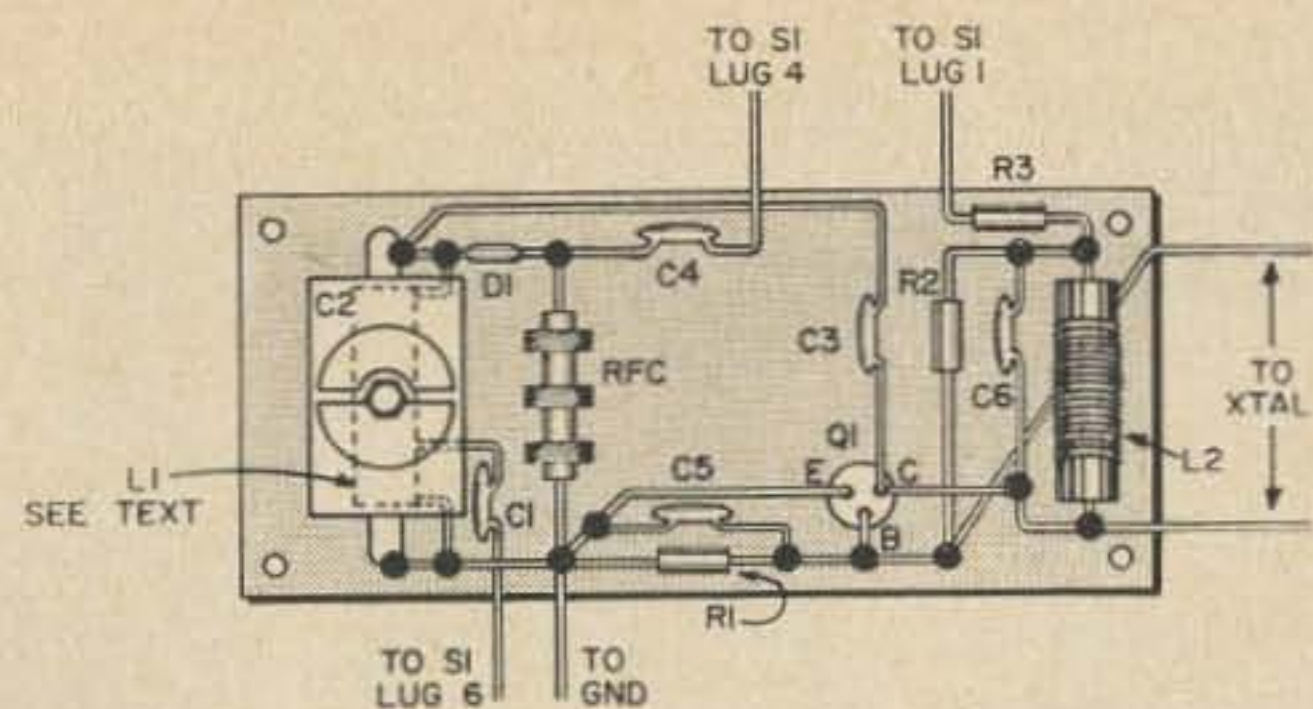 TO S1
LUG 4
TO S1
LUG 1
R3
C2
D1
C4
R2
C3
C6
RFC
TO
XTAL
Q1
E
C
L1
SEE TEXT
C1
C5
B
L2
R1
TO S1
LUG 6
TO
GND